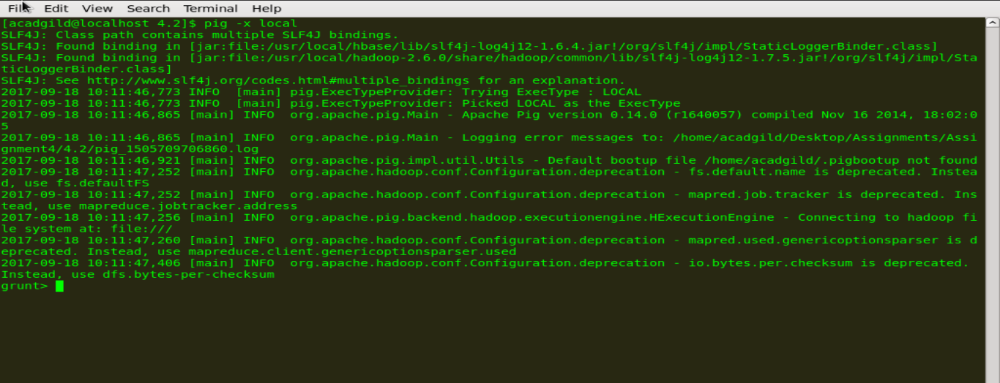 File Edit View Search Terminal Help
[acadgild@localhost 4.2]$ pig -x local
SLF4J: Class path contains multiple SLF4J bindings.
SLF4J: Found binding in [jar:file:/usr/local/hbase/lib/slf4j-log4j12-1.6.4.jar!/org/slf4j/impl/StaticLoggerBinder.class]
SLF4J: Found binding in [jar:file:/usr/local/hadoop-2.6.0/share/hadoop/common/lib/slf4j-log4j12-1.7.5.jar!/org/slf4j/impl/Sta
ticLoggerBinder.class]
SLF4J: See http://www.slf4j.org/codes.html#multiple_bindings for an explanation.
2017-09-18 10:11:46,773 INFO  [main] pig.ExecTypeProvider: Trying ExecType : LOCAL
2017-09-18 10:11:46,773 INFO  [main] pig.ExecTypeProvider: Picked LOCAL as the ExecType
2017-09-18 10:11:46,865 [main] INFO  org.apache.pig.Main - Apache Pig version 0.14.0 (r1640057) compiled Nov 16 2014, 18:02:0
5
2017-09-18 10:11:46,865 [main] INFO  org.apache.pig.Main - Logging error messages to: /home/acadgild/Desktop/Assignments/Assi
gnment4/4.2/pig_1505709706860.log
2017-09-18 10:11:46,921 [main] INFO  org.apache.pig.impl.util.Utils - Default bootup file /home/acadgild/.pigbootup not found
2017-09-18 10:11:47,252 [main] INFO  org.apache.hadoop.conf.Configuration.deprecation - fs.default.name is deprecated. Instea
d, use fs.defaultFS
2017-09-18 10:11:47,252 [main] INFO  org.apache.hadoop.conf.Configuration.deprecation - mapred.job.tracker is deprecated. Ins
tead, use mapreduce.jobtracker.address
2017-09-18 10:11:47,256 [main] INFO  org.apache.pig.backend.hadoop.executionengine.HExecutionEngine - Connecting to hadoop fi
le system at: file:///
2017-09-18 10:11:47,260 [main] INFO  org.apache.hadoop.conf.Configuration.deprecation - mapred.used.genericoptionsparser is d
eprecated. Instead, use mapreduce.client.genericoptionsparser.used
2017-09-18 10:11:47,406 [main] INFO  org.apache.hadoop.conf.Configuration.deprecation - io.bytes.per.checksum is deprecated.
Instead, use dfs.bytes-per-checksum
grunt>